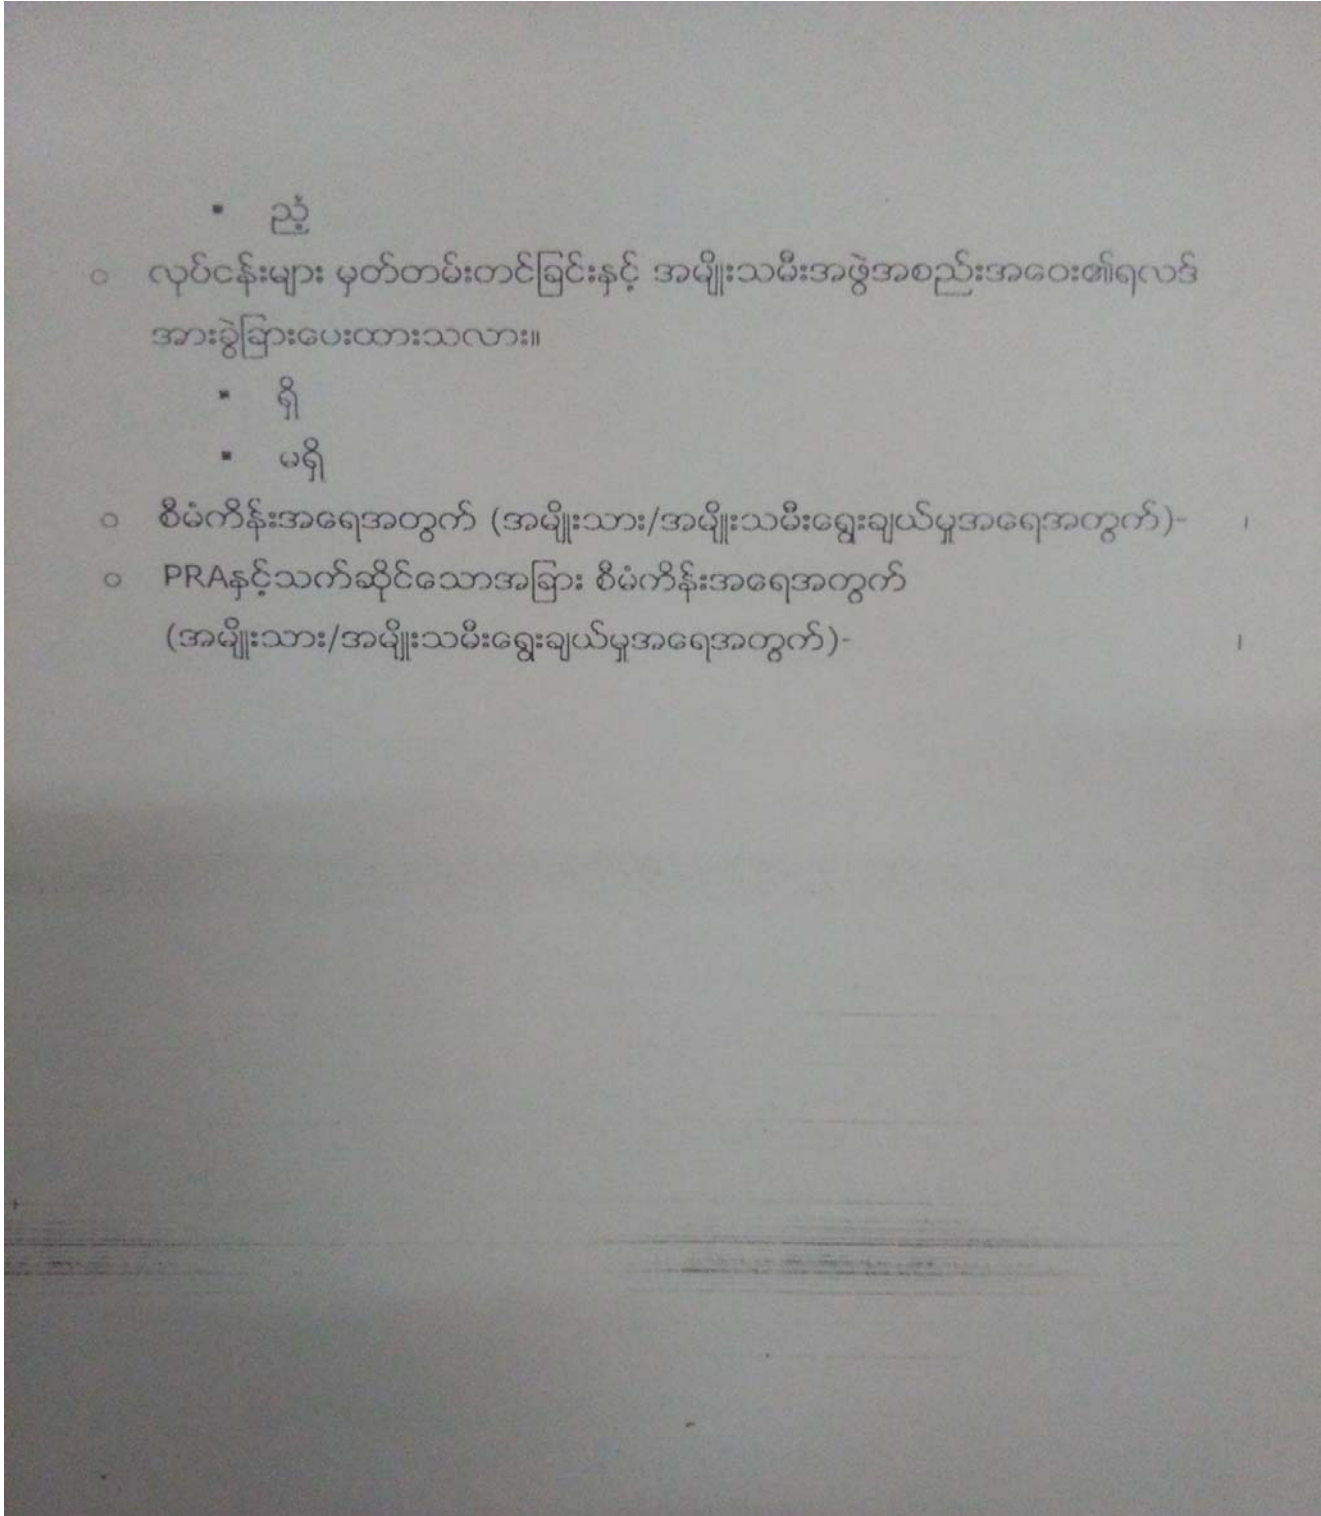 ▪ ညံ့
○ လုပ်ငန်းများ မှတ်တမ်းတင်ခြင်းနှင့် အမျိုးသမီးအဖွဲ့အစည်းအဝေး၏ရလဒ်
အားခွဲခြားပေးထားသလား။
▪ ရှိ
▪ မရှိ
○ စီမံကိန်းအရေအတွက် (အမျိုးသား/အမျိုးသမီးရွေးချယ်မှုအရေအတွက်)-
○ PRAနှင့်သက်ဆိုင်သောအခြား စီမံကိန်းအရေအတွက်
(အမျိုးသား/အမျိုးသမီးရွေးချယ်မှုအရေအတွက်)-